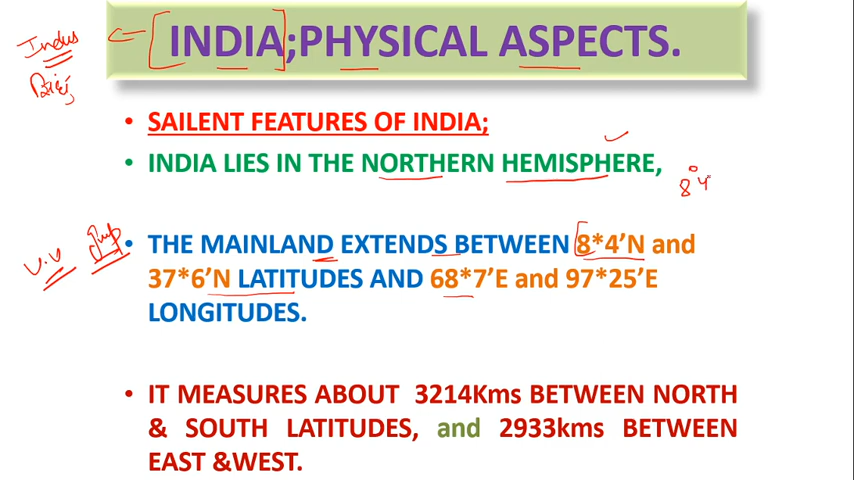 INDIA;PHYSICAL ASPECTS.
Indus
• SAILENT FEATURES OF INDIA;
• INDIA LIES IN THE NORTHERN HEMISPHERE,
8°4'
V.V
• THE MAINLAND EXTENDS BETWEEN 8*4’N and
37*6’N LATITUDES AND 68*7’E and 97*25’E
LONGITUDES.
• IT MEASURES ABOUT 3214Kms BETWEEN NORTH
& SOUTH LATITUDES, and 2933kms BETWEEN
EAST &WEST.